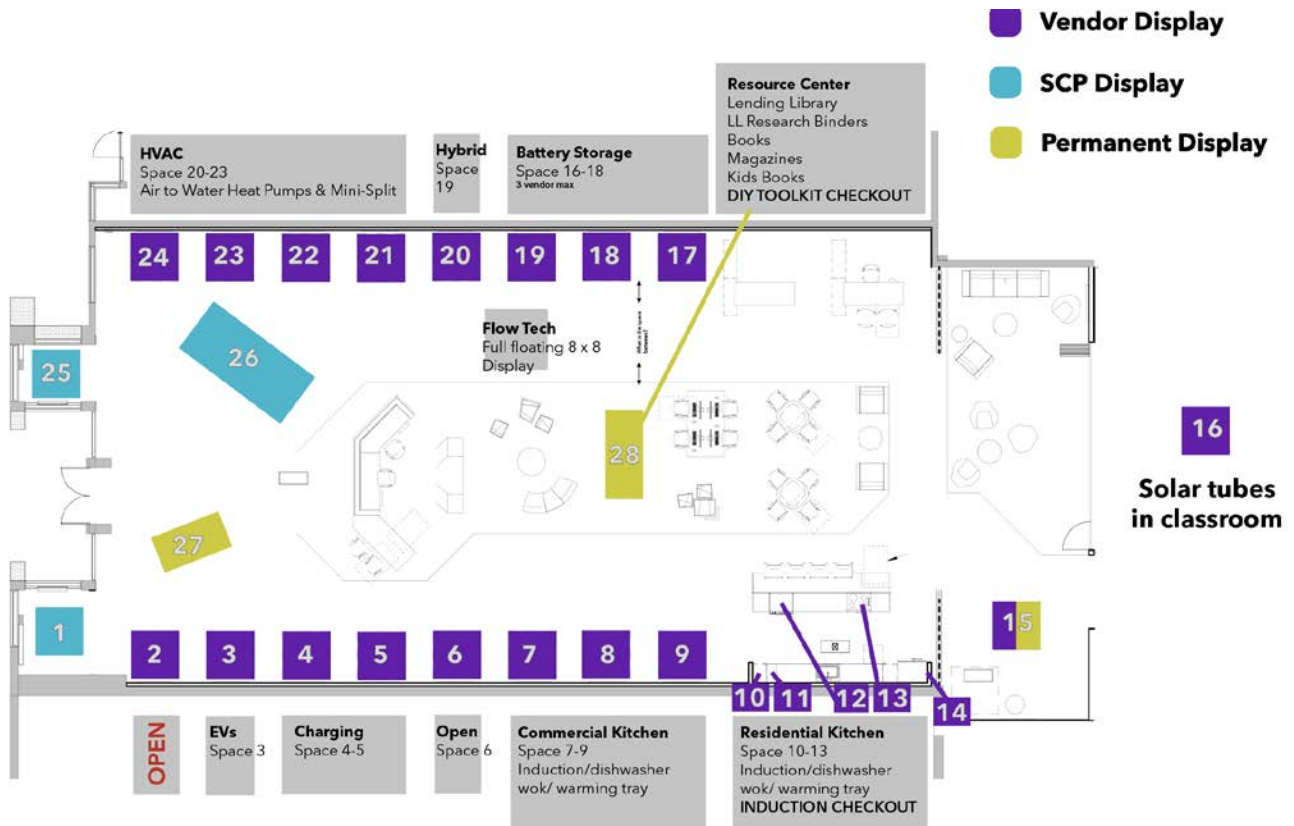 Vendor Display
SCP Display
Permanent Display
Resource Center
Lending Library
LL Research Binders
Books
Magazines
Kids Books
DIY TOOLKIT CHECKOUT
HVAC
Space 20-23
Air to Water Heat Pumps & Mini-Split
Hybrid
Space
19
Battery Storage
Space 16-18
3 vendor max
24
23
22
21
20
19
18
17
Flow Tech
Full floating 8 x 8
Display
What is the space
between?
25
26
28
27
16
Solar tubes
in classroom
1
2
3
4
5
6
7
8
9
10
11
12
13
14
15
OPEN
EVs
Space 3
Charging
Space 4-5
Open
Space 6
Commercial Kitchen
Space 7-9
Induction/dishwasher
wok/ warming tray
Residential Kitchen
Space 10-13
Induction/dishwasher
wok/ warming tray
INDUCTION CHECKOUT